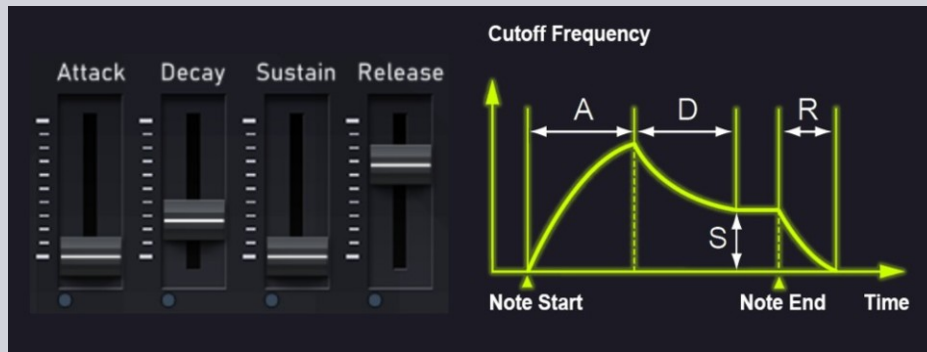 Cutoff Frequency
Attack Decay Sustain Release
A D R
S
Note Start Note End Time